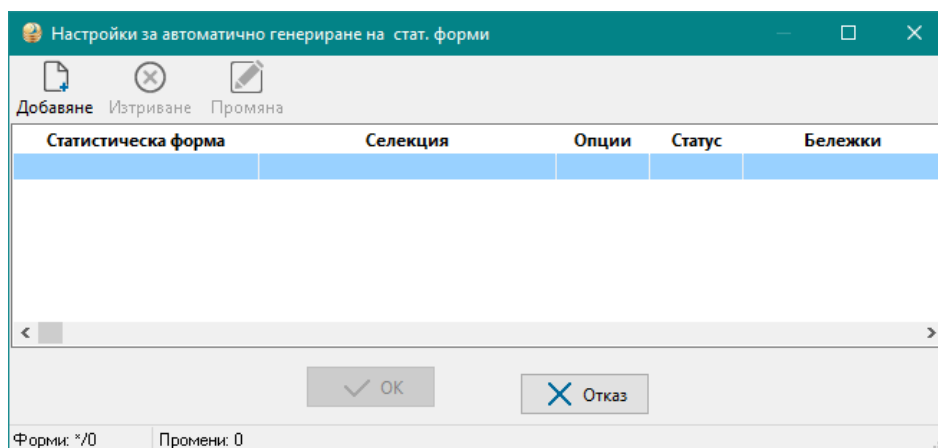 Настройки за автоматично генериране на  стат. форми
Добавяне Изтриване Промяна
Статистическа форма Селекция Опции Статус Бележки
ОК Отказ
Форми: */0 Промени: 0